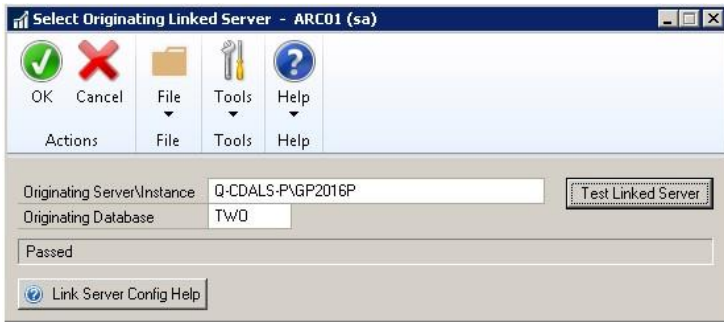 Select Originating Linked Server - ARC01 (sa)
OK Cancel File Tools Help
Actions File Tools Help
Originating Server\Instance Q-CDALS-P\GP2016P Test Linked Server
Originating Database TWO
Passed
Link Server Config Help